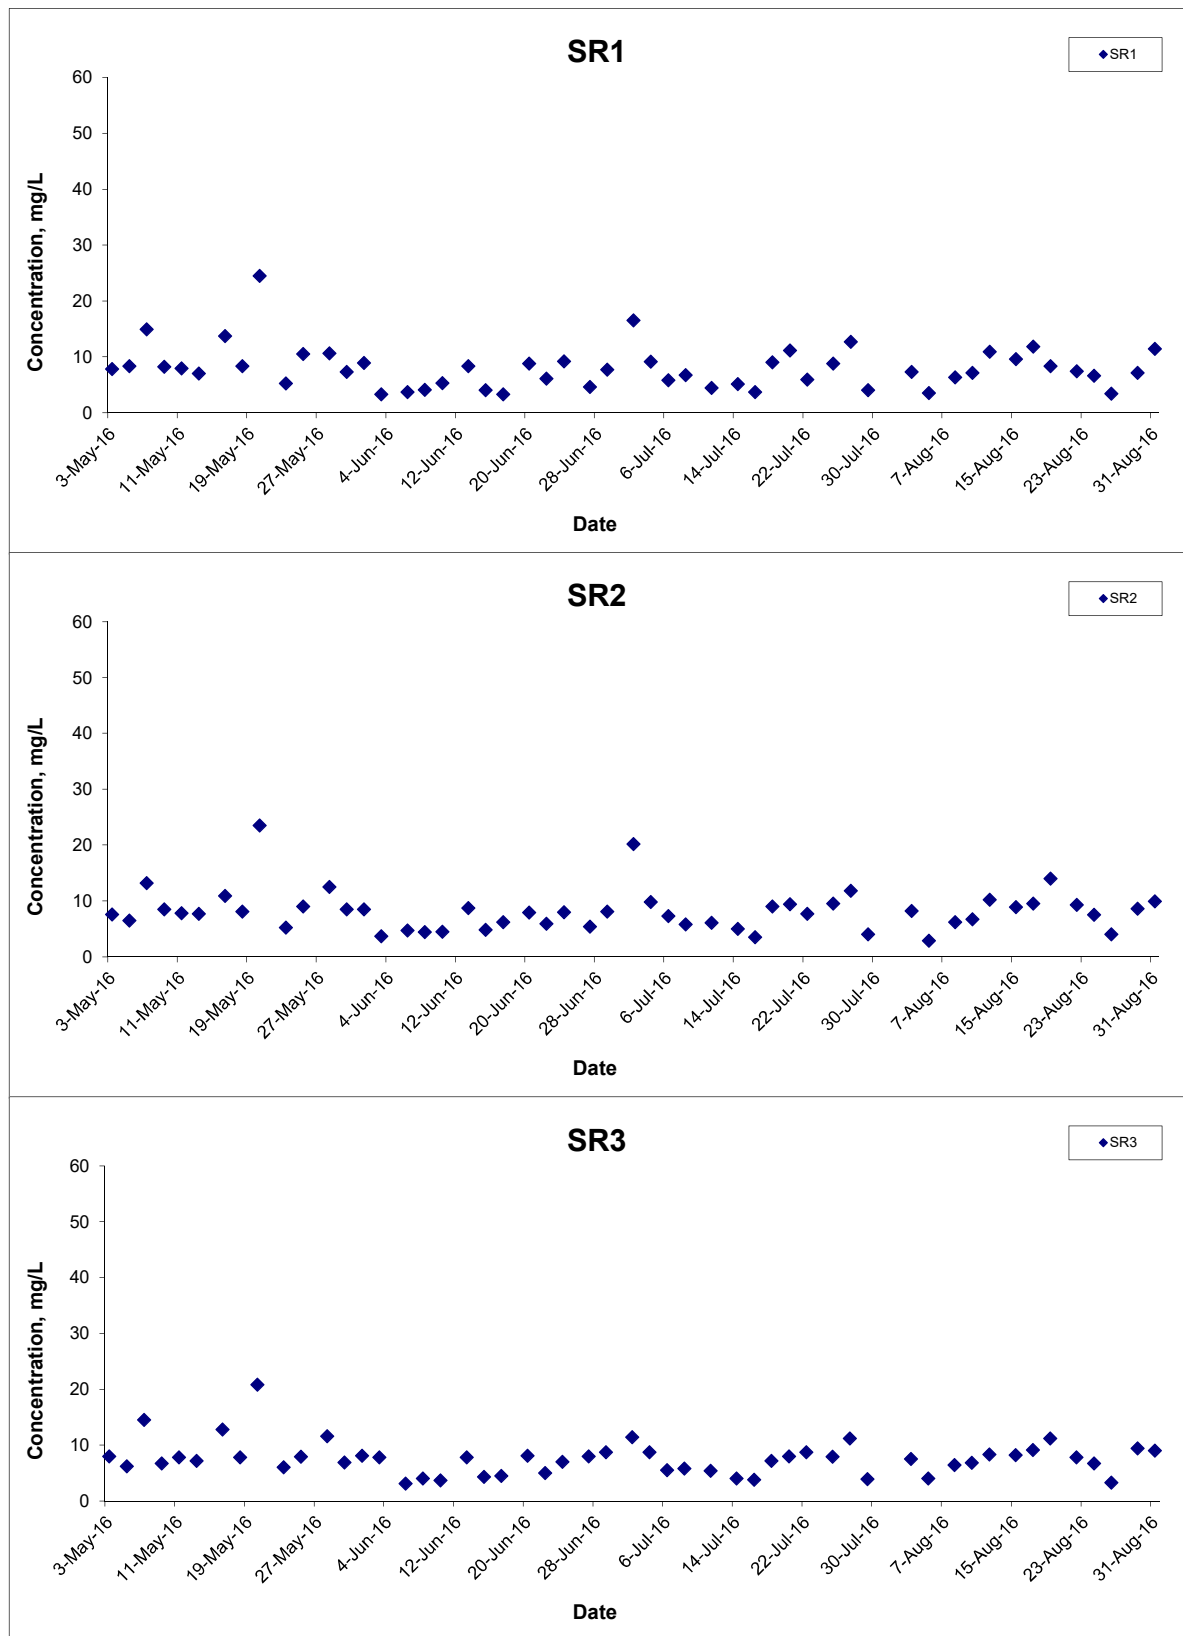 SR1
SR1
Concentration, mg/L
60
50
40
30
20
10
0
3-May-16
11-May-16
19-May-16
27-May-16
4-Jun-16
12-Jun-16
20-Jun-16
28-Jun-16
6-Jul-16
14-Jul-16
22-Jul-16
30-Jul-16
7-Aug-16
15-Aug-16
23-Aug-16
31-Aug-16
Date
SR2
SR2
Concentration, mg/L
60
50
40
30
20
10
0
3-May-16
11-May-16
19-May-16
27-May-16
4-Jun-16
12-Jun-16
20-Jun-16
28-Jun-16
6-Jul-16
14-Jul-16
22-Jul-16
30-Jul-16
7-Aug-16
15-Aug-16
23-Aug-16
31-Aug-16
Date
SR3
SR3
Concentration, mg/L
60
50
40
30
20
10
0
3-May-16
11-May-16
19-May-16
27-May-16
4-Jun-16
12-Jun-16
20-Jun-16
28-Jun-16
6-Jul-16
14-Jul-16
22-Jul-16
30-Jul-16
7-Aug-16
15-Aug-16
23-Aug-16
31-Aug-16
Date